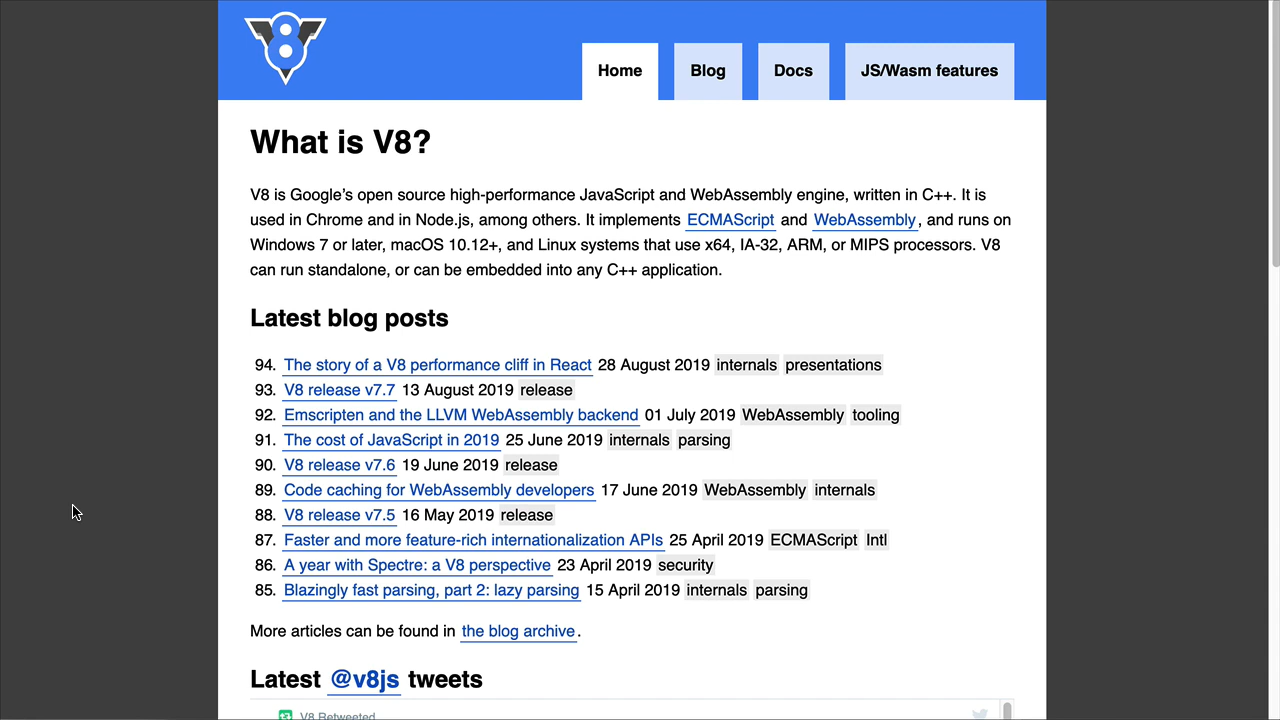 Home Blog Docs JS/Wasm features
What is V8?
V8 is Google’s open source high-performance JavaScript and WebAssembly engine, written in C++. It is
used in Chrome and in Node.js, among others. It implements ECMAScript and WebAssembly, and runs on
Windows 7 or later, macOS 10.12+, and Linux systems that use x64, IA-32, ARM, or MIPS processors. V8
can run standalone, or can be embedded into any C++ application.
Latest blog posts
94. The story of a V8 performance cliff in React 28 August 2019 internals presentations
93. V8 release v7.7 13 August 2019 release
92. Emscripten and the LLVM WebAssembly backend 01 July 2019 WebAssembly tooling
91. The cost of JavaScript in 2019 25 June 2019 internals parsing
90. V8 release v7.6 19 June 2019 release
89. Code caching for WebAssembly developers 17 June 2019 WebAssembly internals
88. V8 release v7.5 16 May 2019 release
87. Faster and more feature-rich internationalization APIs 25 April 2019 ECMAScript Intl
86. A year with Spectre: a V8 perspective 23 April 2019 security
85. Blazingly fast parsing, part 2: lazy parsing 15 April 2019 internals parsing
More articles can be found in the blog archive.
Latest @v8js tweets
V8 Retweeted